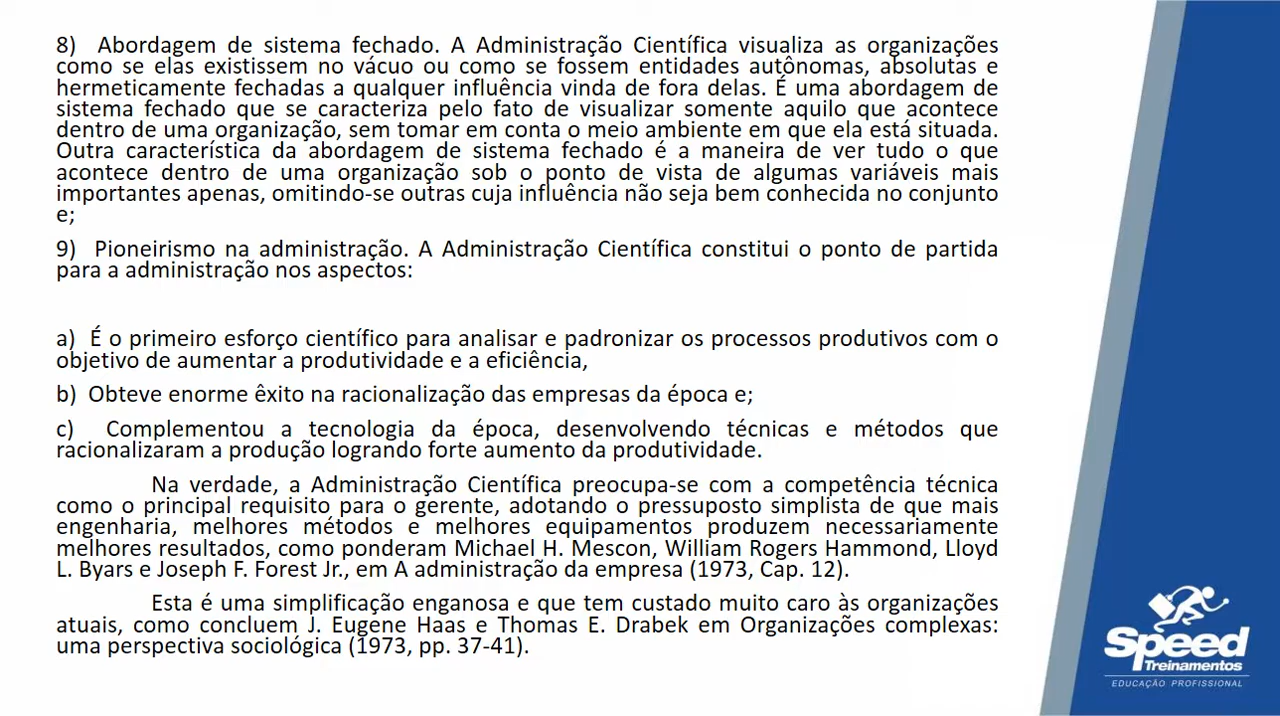 8) Abordagem de sistema fechado. A Administração Científica visualiza as organizações
como se elas existissem no vácuo ou como se fossem entidades autônomas, absolutas e
hermeticamente fechadas a qualquer influência vinda de fora delas. É uma abordagem de
sistema fechado que se caracteriza pelo fato de visualizar somente aquilo que acontece
dentro de uma organização, sem tomar em conta o meio ambiente em que ela está situada.
Outra característica da abordagem de sistema fechado é a maneira de ver tudo o que
acontece dentro de uma organização sob o ponto de vista de algumas variáveis mais
importantes apenas, omitindo-se outras cuja influência não seja bem conhecida no conjunto
e;
9) Pioneirismo na administração. A Administração Científica constitui o ponto de partida
para a administração nos aspectos:
a) É o primeiro esforço científico para analisar e padronizar os processos produtivos com o
objetivo de aumentar a produtividade e a eficiência,
b) Obteve enorme êxito na racionalização das empresas da época e;
c) Complementou a tecnologia da época, desenvolvendo técnicas e métodos que
racionalizaram a produção logrando forte aumento da produtividade.
Na verdade, a Administração Científica preocupa-se com a competência técnica
como o principal requisito para o gerente, adotando o pressuposto simplista de que mais
engenharia, melhores métodos e melhores equipamentos produzem necessariamente
melhores resultados, como ponderam Michael H. Mescon, William Rogers Hammond, Lloyd
L. Byars e Joseph F. Forest Jr., em A administração da empresa (1973, Cap. 12).
Esta é uma simplificação enganosa e que tem custado muito caro às organizações
atuais, como concluem J. Eugene Haas e Thomas E. Drabek em Organizações complexas:
uma perspectiva sociológica (1973, pp. 37-41).
Speed
Treinamentos
EDUCAÇÃO PROFISSIONAL